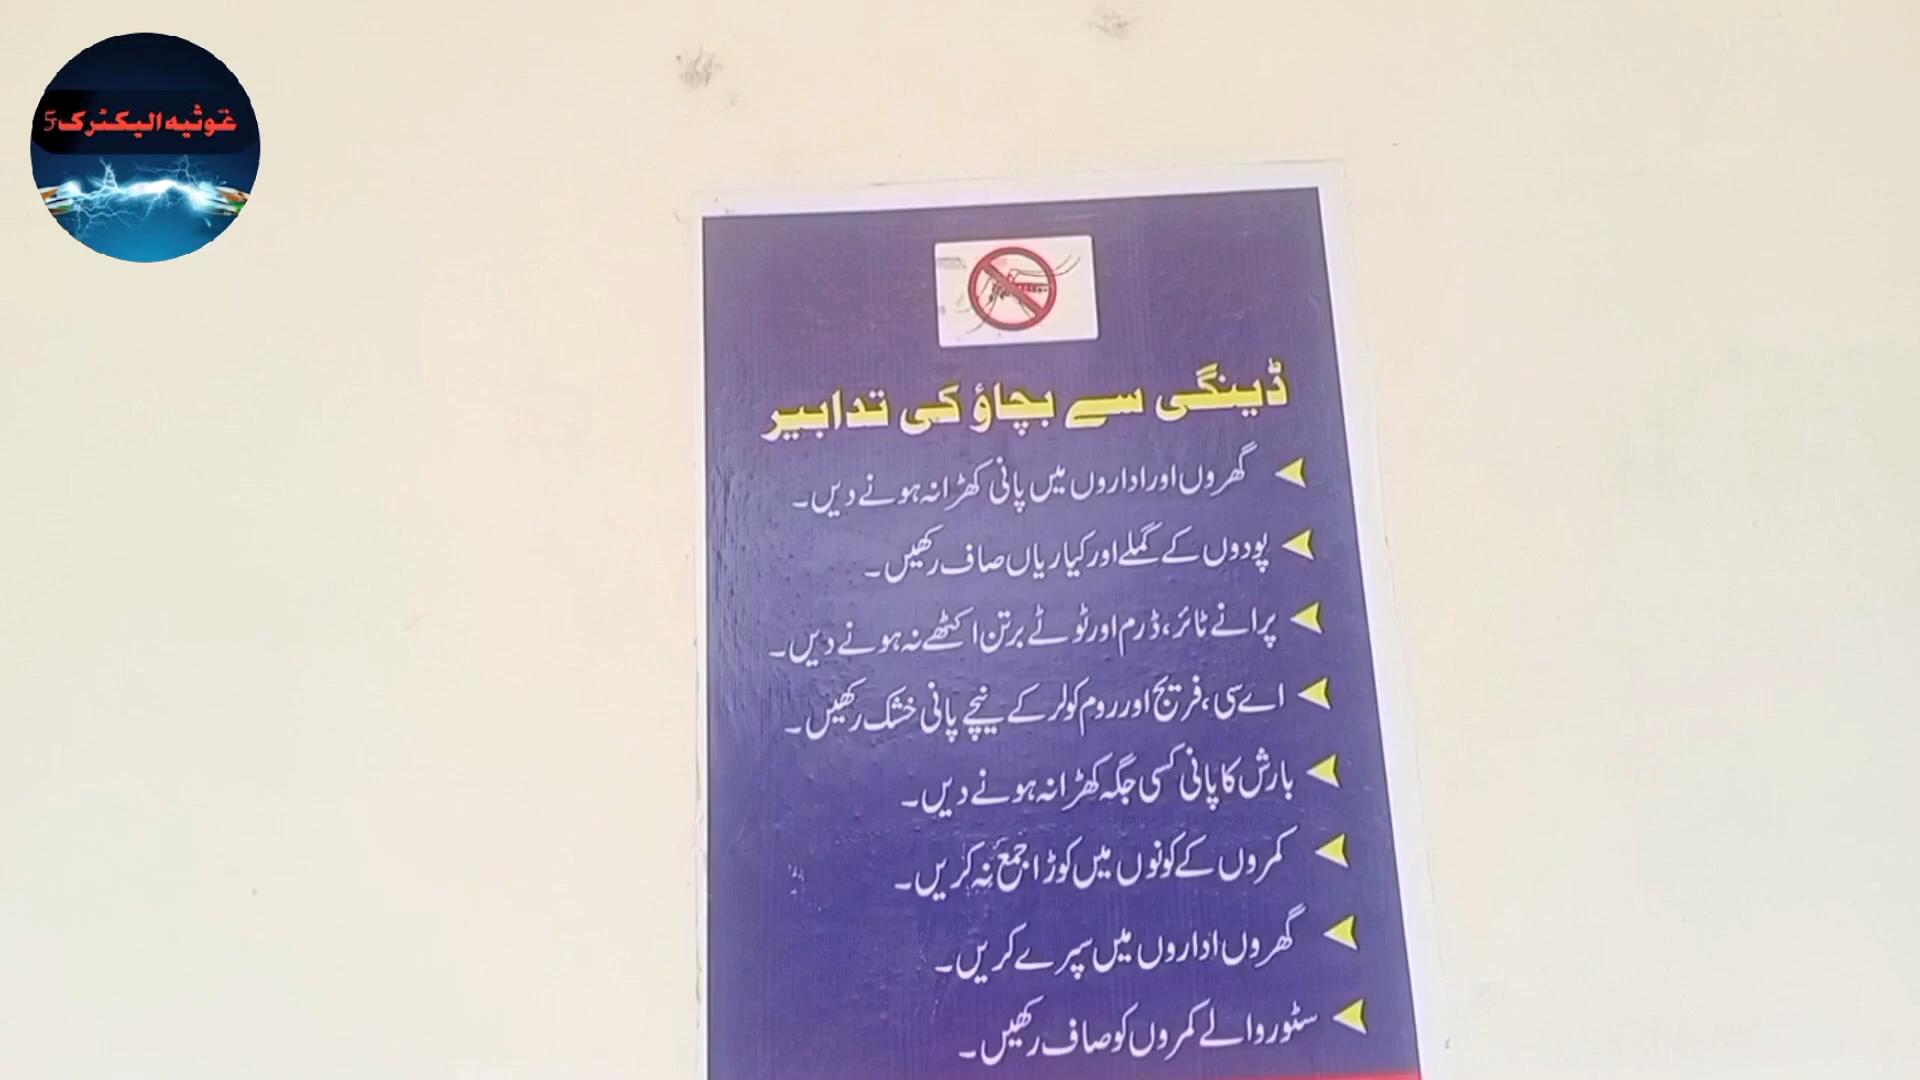 غوثیہ الیکٹرک5
ڈینگی سے بچاؤ کی تدابیر
گھروں اور اداروں میں پانی کھڑا نہ ہونے دیں۔
پودوں کے گملے اور کیاریاں صاف رکھیں۔
پرانے ٹائر، ڈرم اور ٹوٹے برتن اکٹھے نہ ہونے دیں۔
اے سی، فریج اور روم کولر کے نیچے پانی خشک رکھیں۔
بارش کا پانی کسی جگہ کھڑا نہ ہونے دیں۔
کمروں کے کونوں میں کوڑا جمع نہ کریں۔
گھروں اداروں میں سپرے کریں۔
سٹور والے کمروں کو صاف رکھیں۔